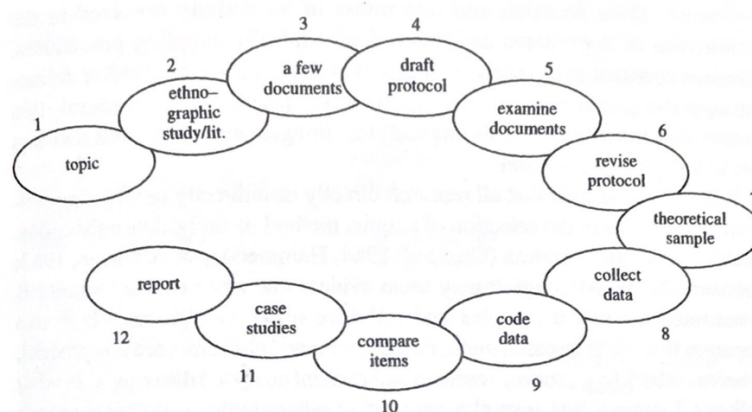 1
topic
2
ethno-
graphic
study/lit.
3
a few
documents
4
draft
protocol
5
examine
documents
6
revise
protocol
theoretical
sample
collect
data
8
code
data
9
compare
items
10
case
studies
11
report
12